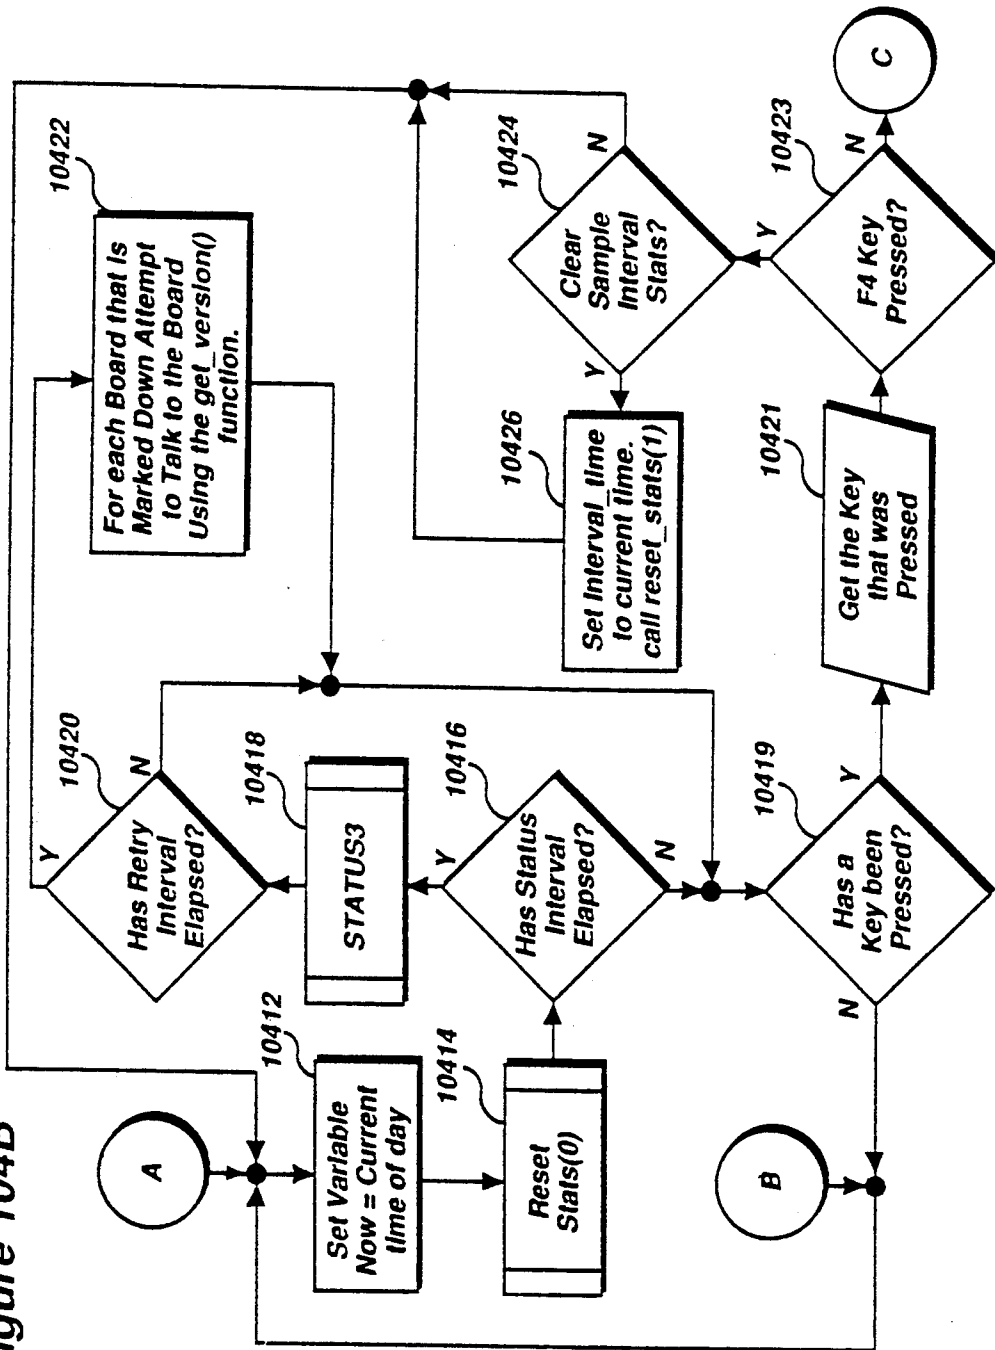 Figure 104B
A
Set Variable
Now = Current
time of day
10412
Reset
Stats(0)
10414
Has Status
Interval
Elapsed?
10416
Y
N
STATUS3
10418
Has Retry
Interval
Elapsed?
10420
Y
N
For each Board that is
Marked Down Attempt
to Talk to the Board
Using the get_version()
function.
10422
B
Has a
Key been
Pressed?
10419
N
Y
Get the Key
that was
Pressed
10421
F4 Key
Pressed?
10423
Y
N
C
Clear
Sample
Interval
Stats?
10424
Y
N
Set Interval_time
to current time.
call reset_stats(1)
10426